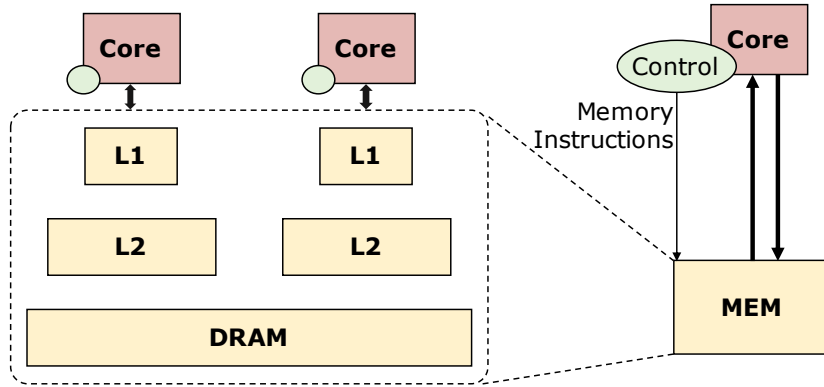 Core
Core
Core
Control
Memory
Instructions
L1
L1
L2
L2
MEM
DRAM